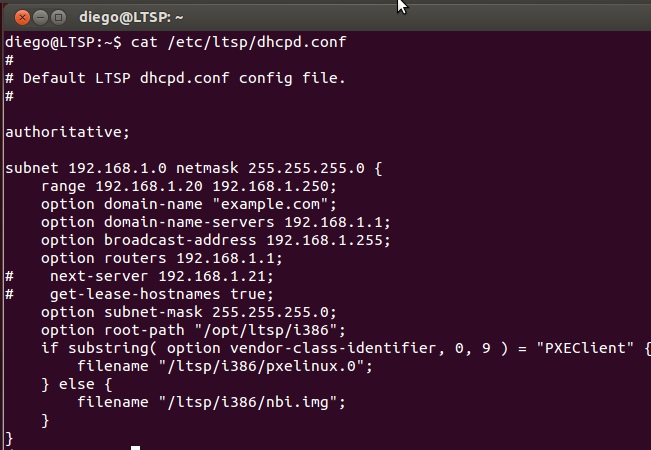 diego@LTSP: ~
diego@LTSP:~$ cat /etc/ltsp/dhcpd.conf
#
# Default LTSP dhcpd.conf config file.
#

authoritative;

subnet 192.168.1.0 netmask 255.255.255.0 {
    range 192.168.1.20 192.168.1.250;
    option domain-name "example.com";
    option domain-name-servers 192.168.1.1;
    option broadcast-address 192.168.1.255;
    option routers 192.168.1.1;
#    next-server 192.168.1.21;
#    get-lease-hostnames true;
    option subnet-mask 255.255.255.0;
    option root-path "/opt/ltsp/i386";
    if substring( option vendor-class-identifier, 0, 9 ) = "PXEClient" {
        filename "/ltsp/i386/pxelinux.0";
    } else {
        filename "/ltsp/i386/nbi.img";
    }
}